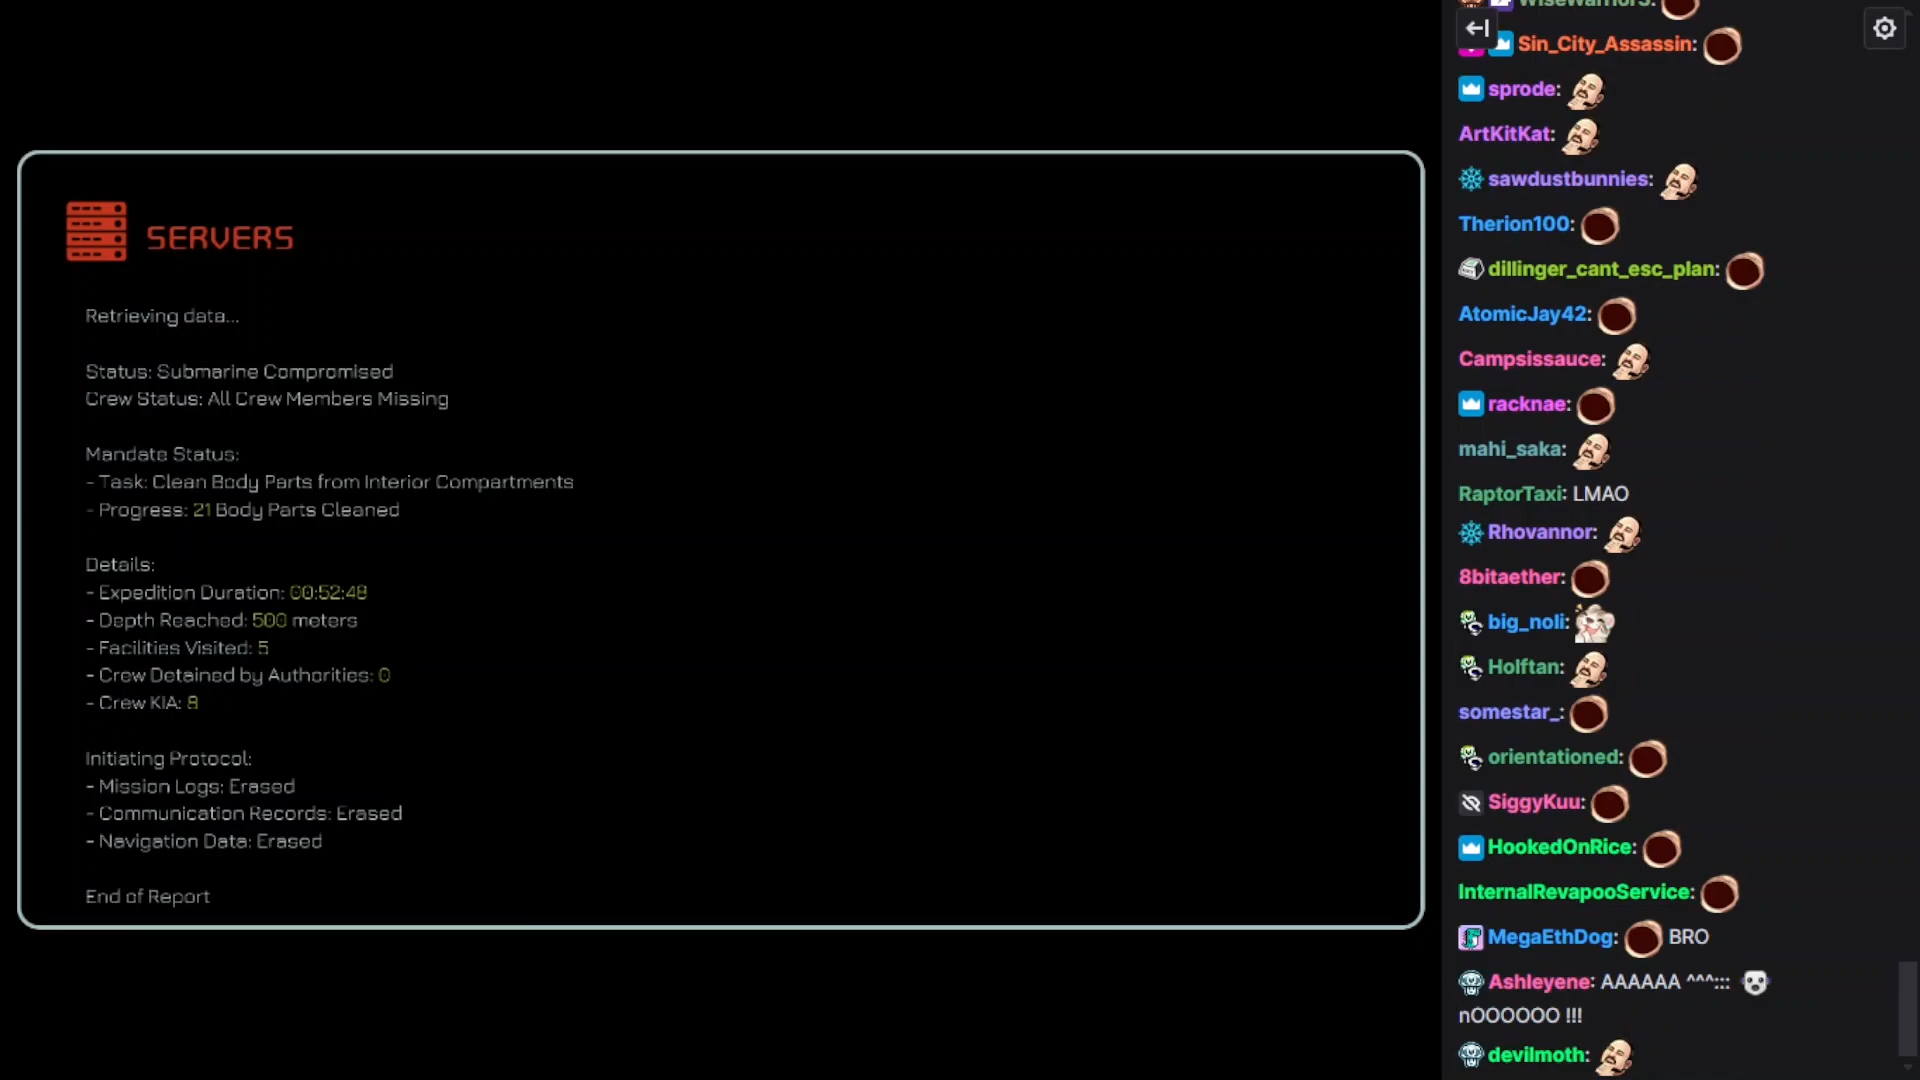 SERVERS
Retrieving data...
Status: Submarine Compromised
Crew Status: All Crew Members Missing
Mandate Status:
- Task: Clean Body Parts from Interior Compartments
- Progress: 21 Body Parts Cleaned
Details:
- Expedition Duration: 00:52:48
- Depth Reached: 500 meters
- Facilities Visited: 5
- Crew Detained by Authorities: 0
- Crew KIA: 8
Initiating Protocol:
- Mission Logs: Erased
- Communication Records: Erased
- Navigation Data: Erased
End of Report
Sin_City_Assassin:
sprode:
ArtKitKat:
sawdustbunnies:
Therion100:
dillinger_cant_esc_plan:
AtomicJay42:
Campsissauce:
racknae:
mahi_saka:
RaptorTaxi: LMAO
Rhovannor:
8bitaether:
big_noli:
Holftan:
somestar_:
orientationed:
SiggyKuu:
HookedOnRice:
InternalRevapooService:
MegaEthDog: BRO
Ashleyene: AAAAAA ^^^:::
nOOOOOO !!!
devilmoth: